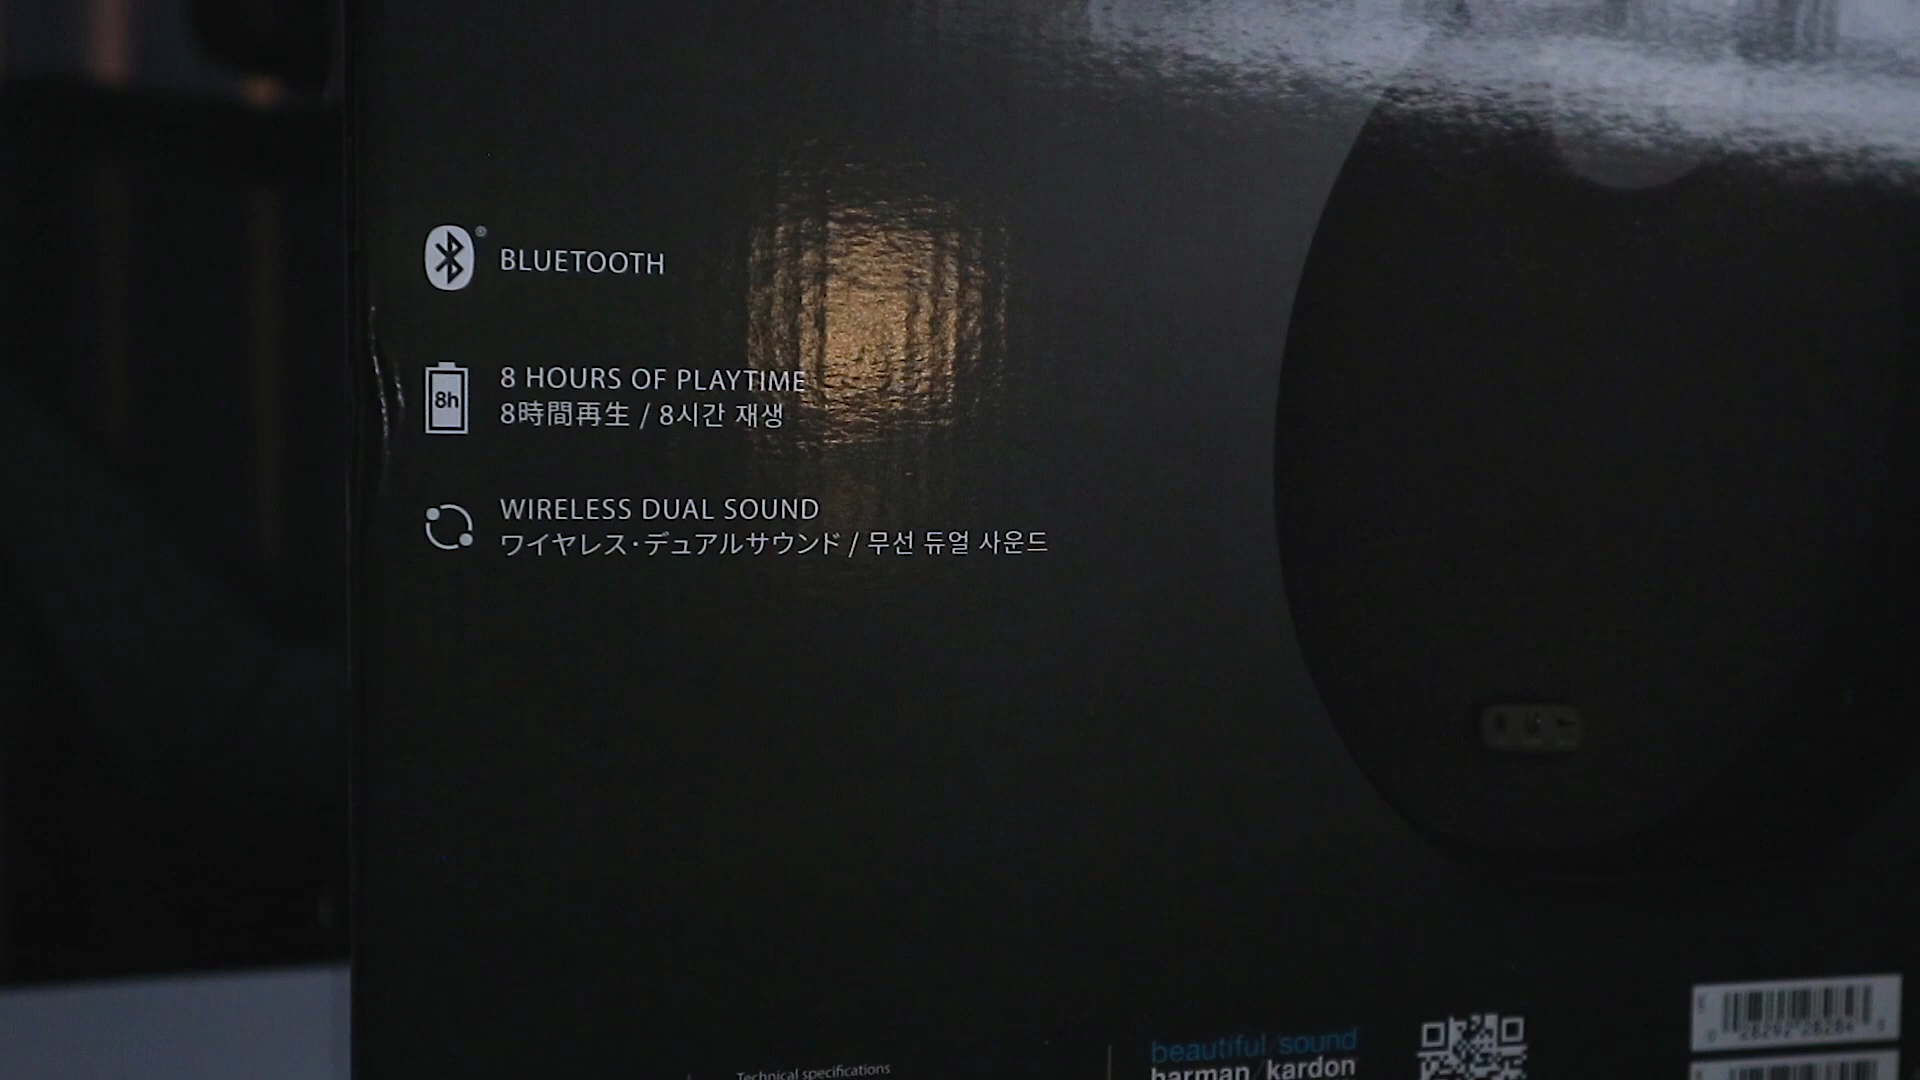 ®
BLUETOOTH
8h
8 HOURS OF PLAYTIME
8時間再生 / 8시간 재생
WIRELESS DUAL SOUND
ワイヤレス・デュアルサウンド / 무선 듀얼 사운드
Technical specifications
beautiful sound
harman / kardon